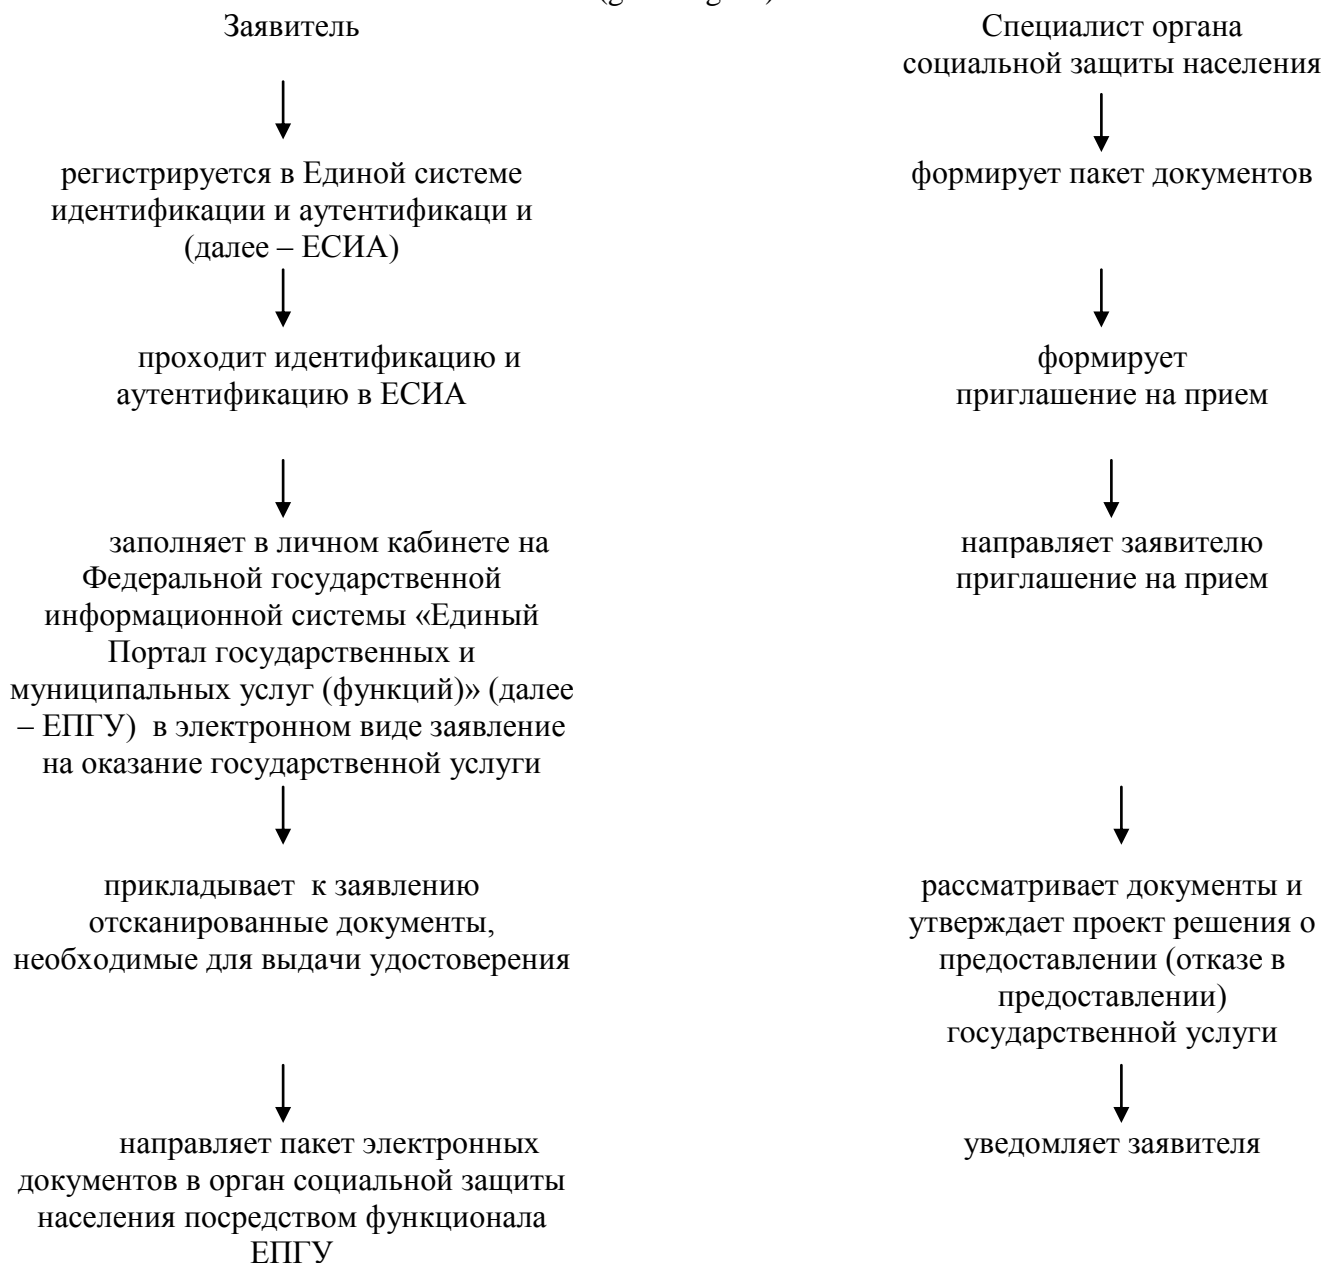 Заявитель
регистрируется в Единой системе
идентификации и аутентификаци и
(далее – ЕСИА)
проходит идентификацию и
аутентификацию в ЕСИА
заполняет в личном кабинете на
Федеральной государственной
информационной системы «Единый
Портал государственных и
муниципальных услуг (функций)» (далее
– ЕПГУ) в электронном виде заявление
на оказание государственной услуги
прикладывает к заявлению
отсканированные документы,
необходимые для выдачи удостоверения
направляет пакет электронных
документов в орган социальной защиты
населения посредством функционала
ЕПГУ
Специалист органа
социальной защиты населения
формирует пакет документов
формирует
приглашение на прием
направляет заявителю
приглашение на прием
рассматривает документы и
утверждает проект решения о
предоставлении (отказе в
предоставлении)
государственной услуги
уведомляет заявителя